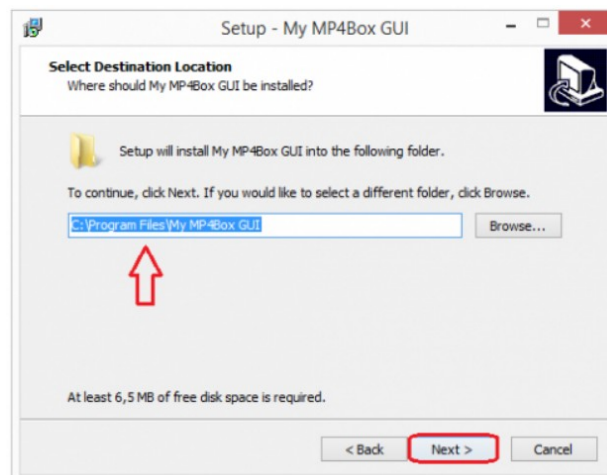 Setup - My MP4Box GUI
Select Destination Location
Where should My MP4Box GUI be installed?
Setup will install My MP4Box GUI into the following folder.
To continue, click Next. If you would like to select a different folder, click Browse.
C:\Program Files\My MP4Box GUI
Browse...
At least 6,5 MB of free disk space is required.
< Back Next > Cancel